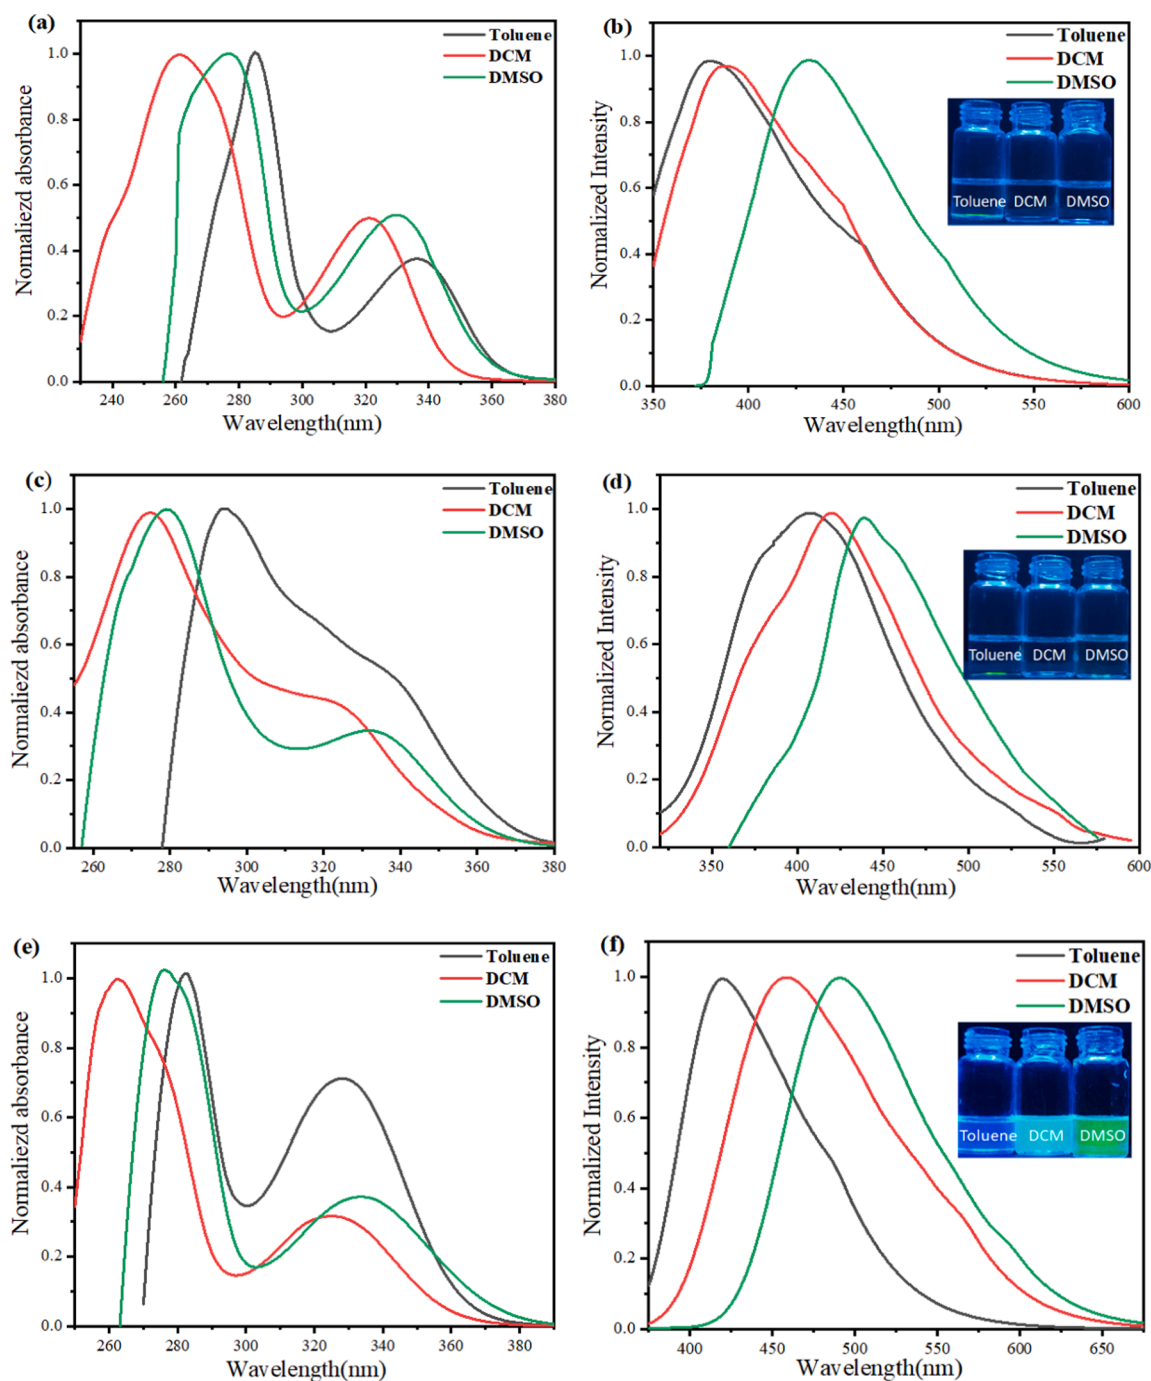 (a)
Toluene
DCM
DMSO
1.0
0.8
0.6
0.4
0.2
0.0
240 260 280 300 320 340 360 380
Wavelength(nm)
Normaliezd absorbance
(b)
Toluene
DCM
DMSO
1.0
0.8
0.6
0.4
0.2
0.0
350 400 450 500 550 600
Wavelength(nm)
Normalized Intensity
Toluene DCM DMSO
(c)
Toluene
DCM
DMSO
1.0
0.8
0.6
0.4
0.2
0.0
260 280 300 320 340 360 380
Wavelength(nm)
Normaliezd absorbance
(d)
Toluene
DCM
DMSO
1.0
0.8
0.6
0.4
0.2
0.0
350 400 450 500 550 600
Wavelength(nm)
Normalized Intensity
Toluene DCM DMSO
(e)
Toluene
DCM
DMSO
1.0
0.8
0.6
0.4
0.2
0.0
260 280 300 320 340 360 380
Wavelength(nm)
Normaliezd absorbance
(f)
Toluene
DCM
DMSO
1.0
0.8
0.6
0.4
0.2
0.0
400 450 500 550 600 650
Wavelength(nm)
Normalized Intensity
Toluene DCM DMSO